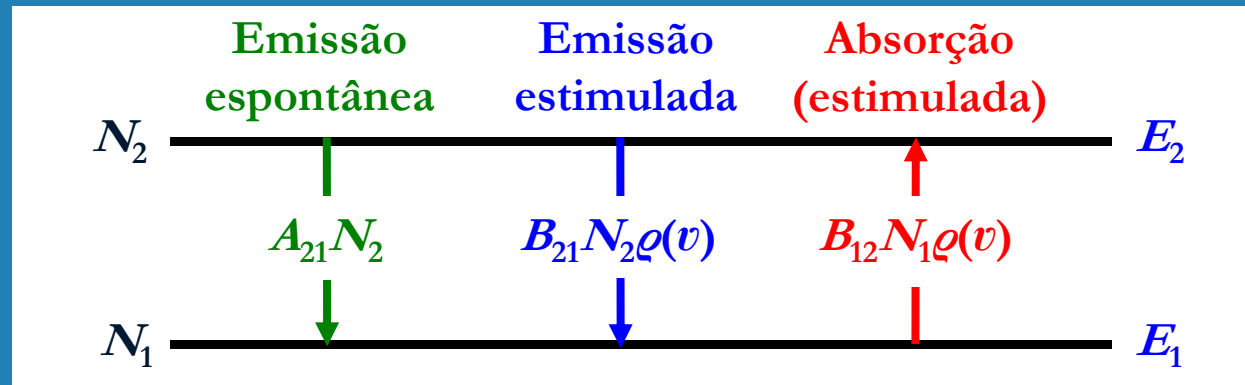 Emissão espontânea
Emissão estimulada
Absorção (estimulada)
N₂
E₂
A₂₁N₂
B₂₁N₂ϱ(ν)
B₁₂N₁ϱ(ν)
N₁
E₁